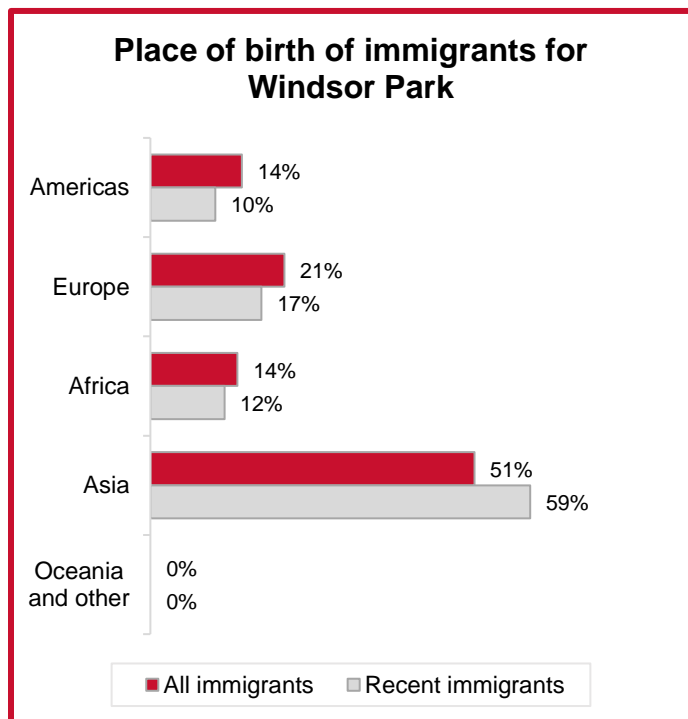 Place of birth of immigrants for
Windsor Park
Americas
14%
10%
Europe
21%
17%
Africa
14%
12%
Asia
51%
59%
Oceania
and other
0%
0%
All immigrants
Recent immigrants